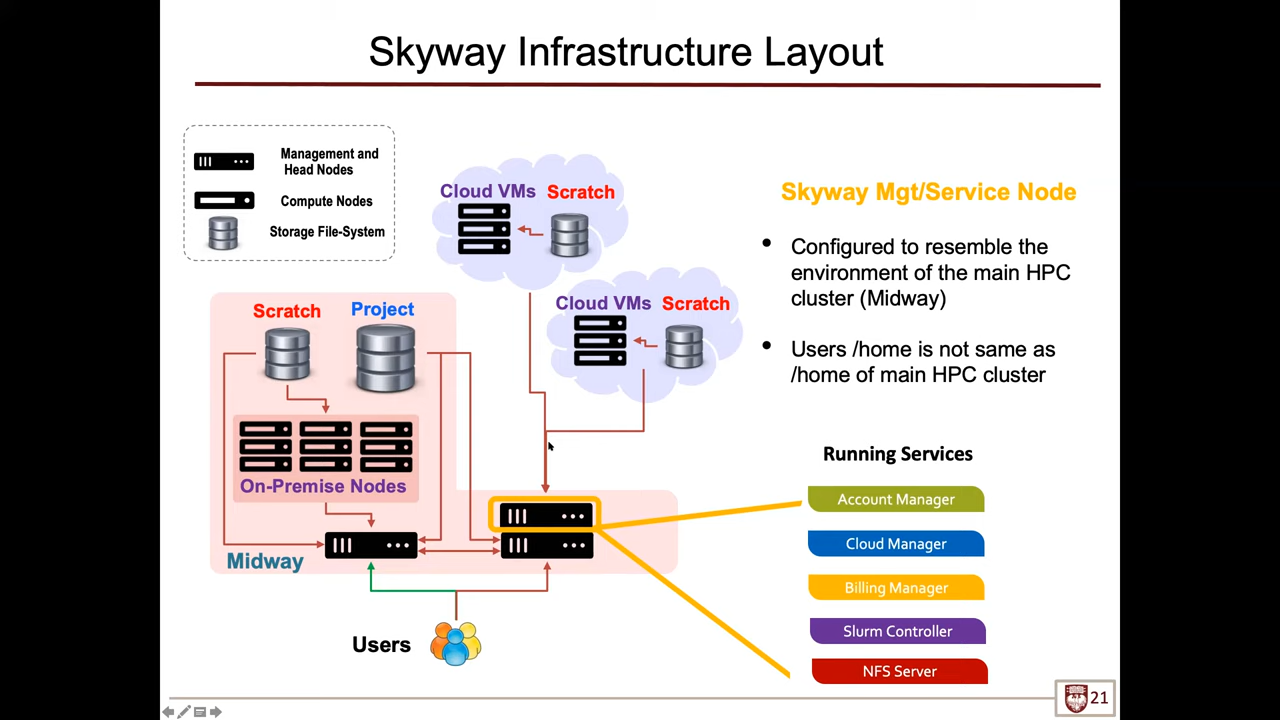 Skyway Infrastructure Layout
Management and
Head Nodes
Compute Nodes
Storage File-System
Cloud VMs
Scratch
Cloud VMs
Scratch
Scratch
Project
On-Premise Nodes
Midway
Users
Skyway Mgt/Service Node
• Configured to resemble the
environment of the main HPC
cluster (Midway)
• Users /home is not same as
/home of main HPC cluster
Running Services
Account Manager
Cloud Manager
Billing Manager
Slurm Controller
NFS Server
21